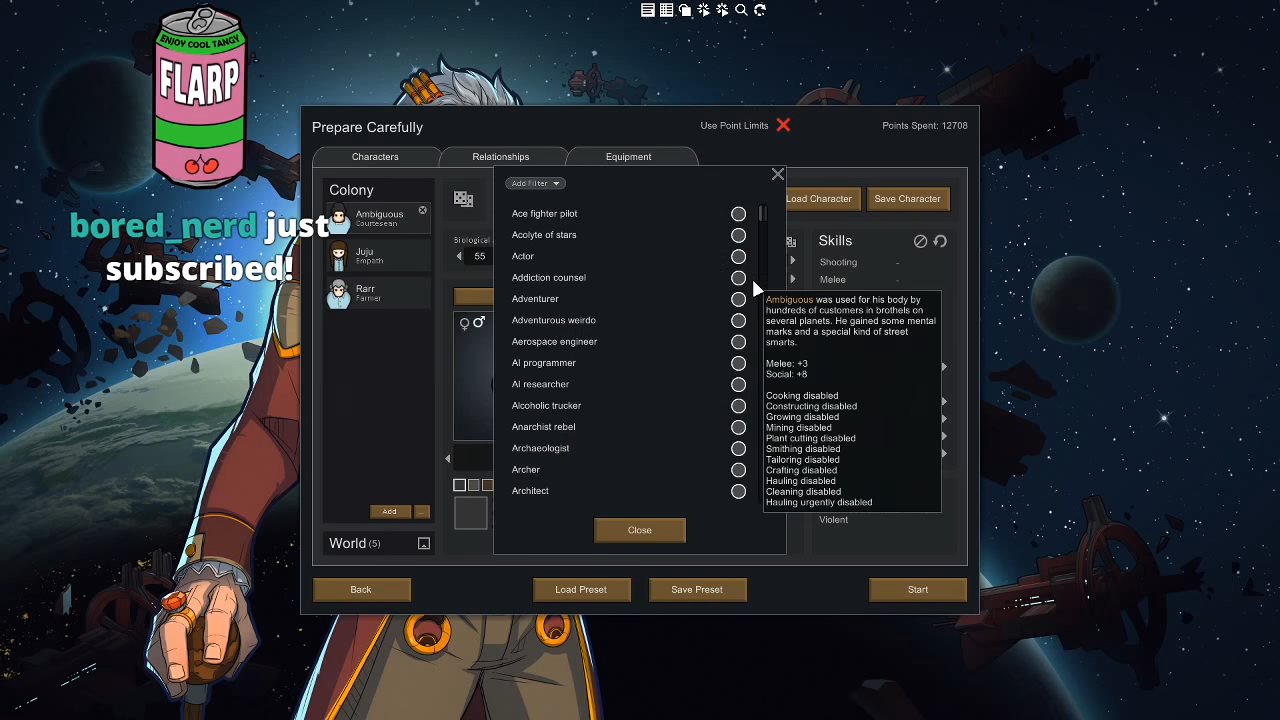 ENJOY COOL TANGY
FLARP
bored_nerd just
subscribed!
Prepare Carefully
Use Point Limits
Points Spent: 12708
Characters
Relationships
Equipment
Colony
Ambiguous
Courtesean
Juju
Empath
Rarr
Farmer
Add
...
World (5)
Biological
55
Add Filter
Ace fighter pilot
Acolyte of stars
Actor
Addiction counsel
Adventurer
Adventurous weirdo
Aerospace engineer
AI programmer
AI researcher
Alcoholic trucker
Anarchist rebel
Archaeologist
Archer
Architect
Close
Load Character
Save Character
Skills
Shooting -
Melee -
Ambiguous was used for his body by
hundreds of customers in brothels on
several planets. He gained some mental
marks and a special kind of street
smarts.
Melee: +3
Social: +8
Cooking disabled
Constructing disabled
Growing disabled
Mining disabled
Plant cutting disabled
Smithing disabled
Tailoring disabled
Crafting disabled
Hauling disabled
Cleaning disabled
Hauling urgently disabled
Violent
Back
Load Preset
Save Preset
Start